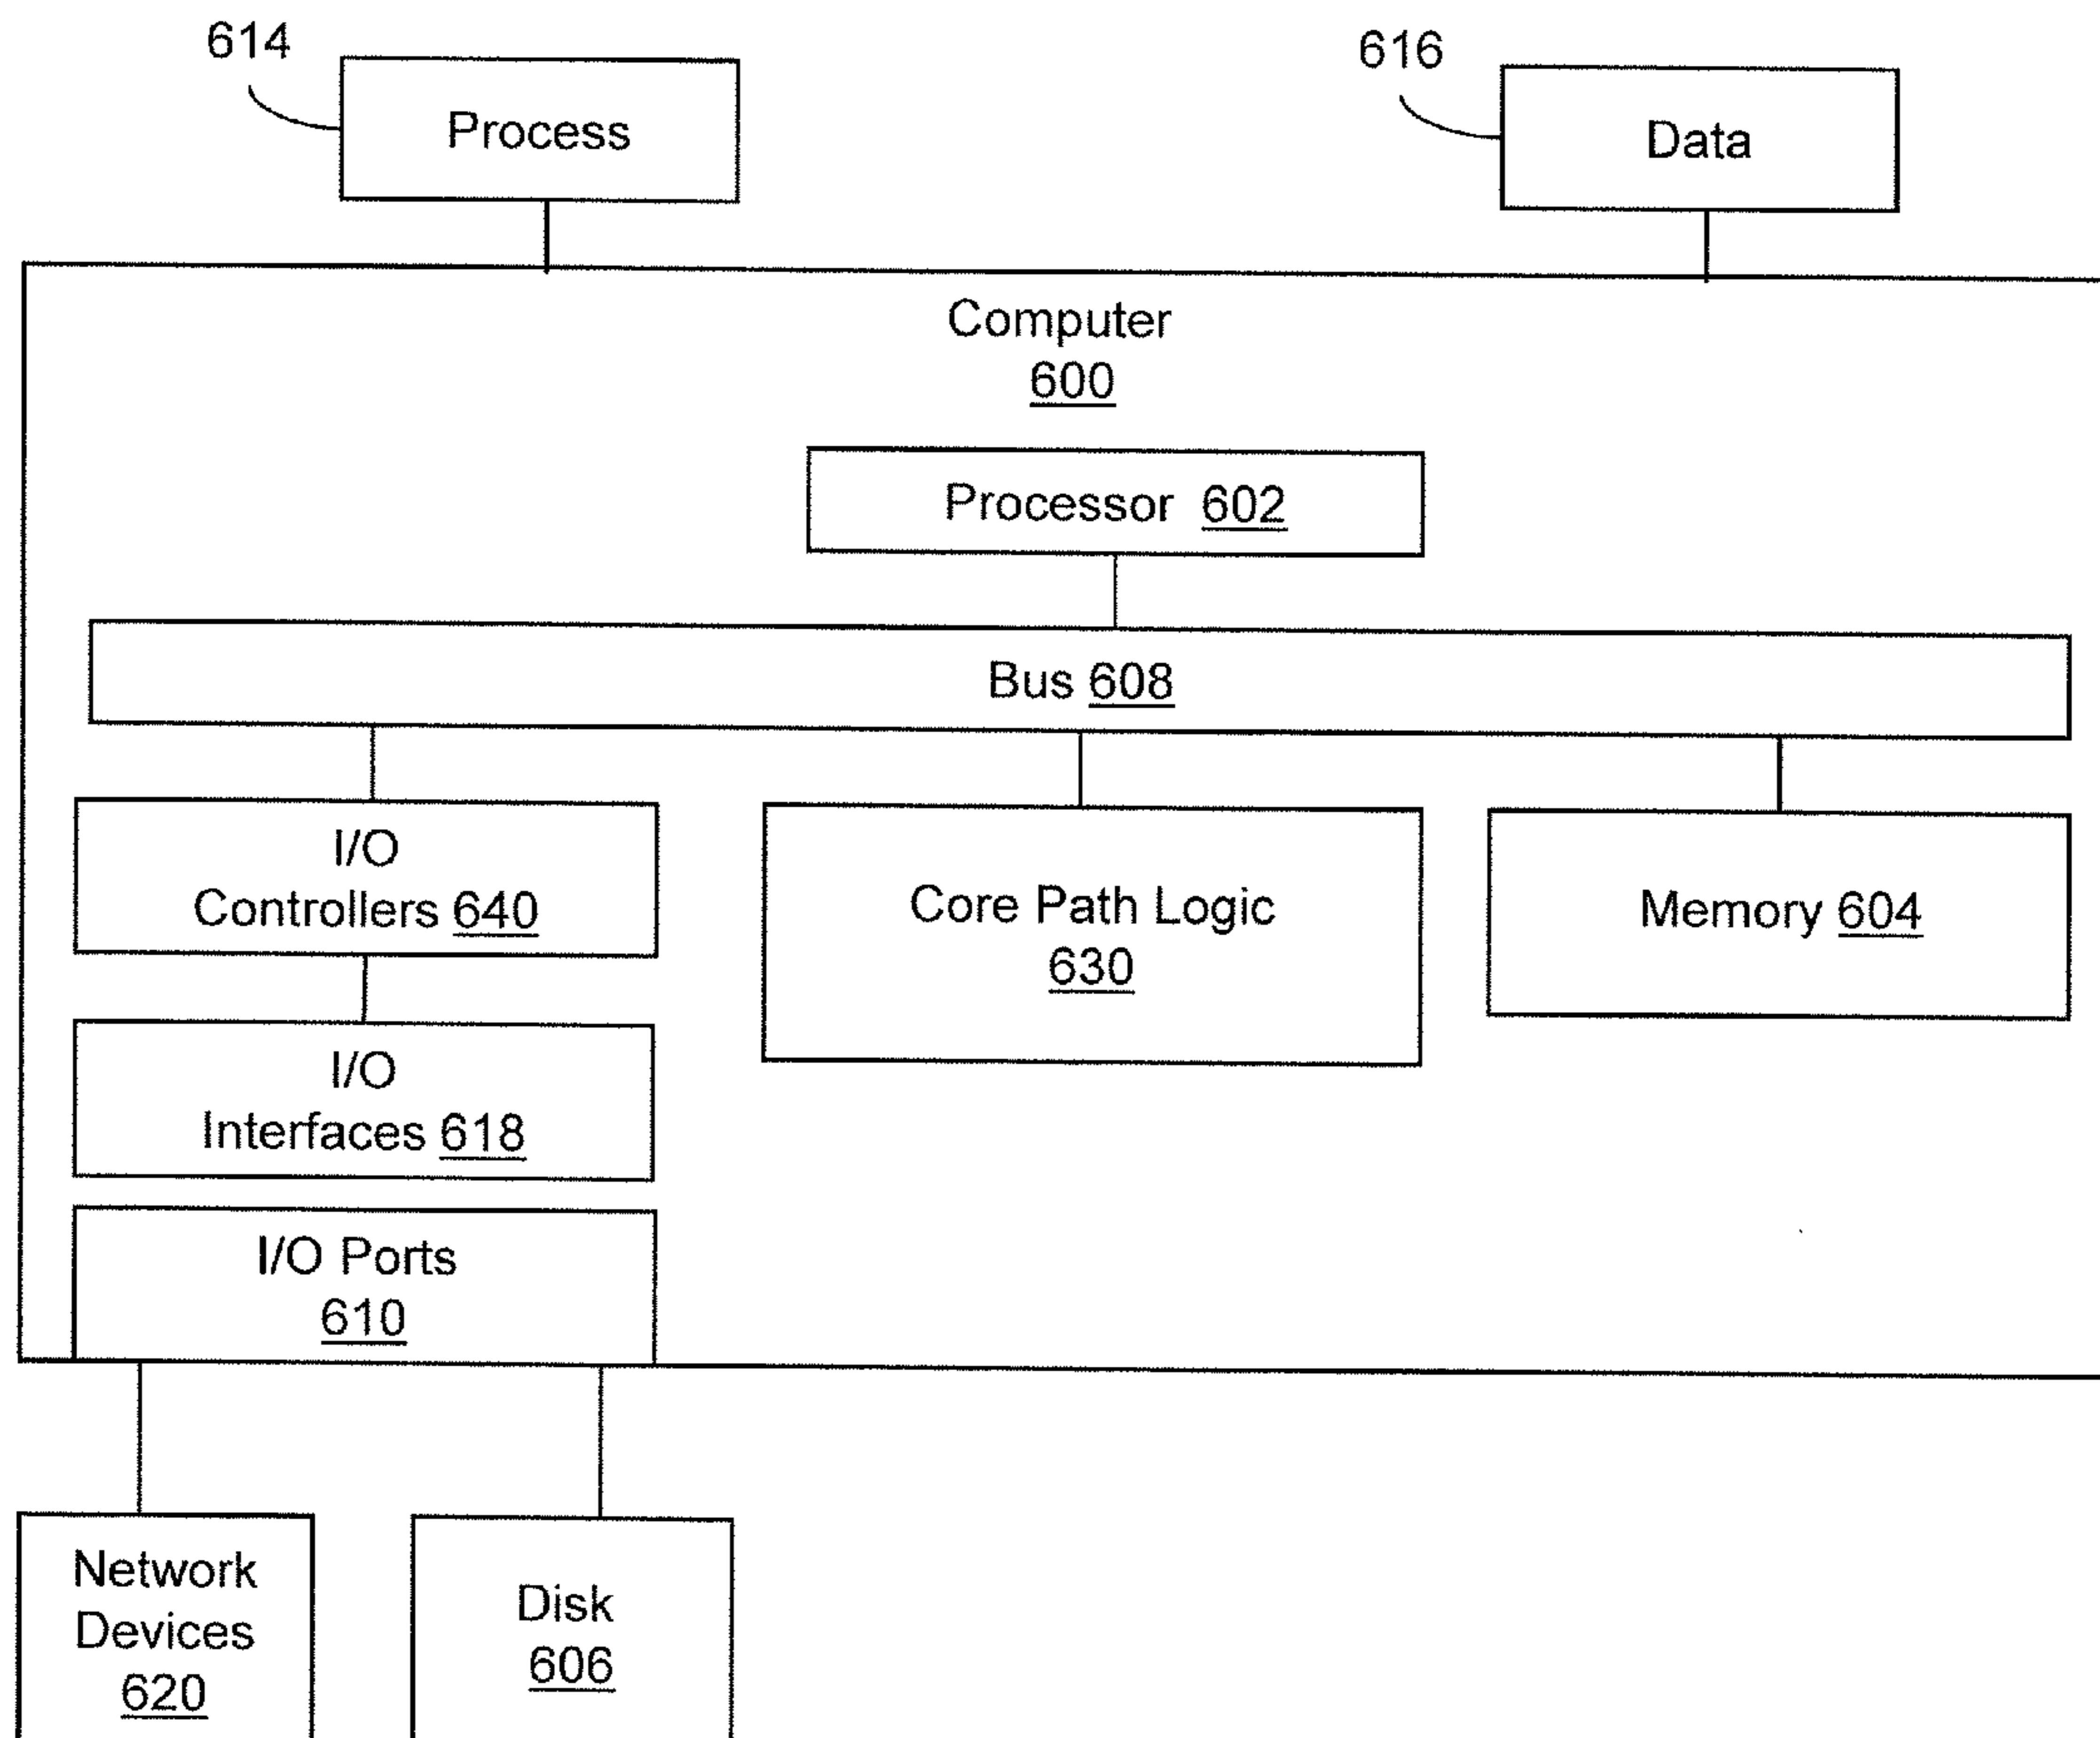 614
Process
616
Data
Computer
600
Processor 602
Bus 608
I/O
Controllers 640
Core Path Logic
630
Memory 604
I/O
Interfaces 618
I/O Ports
610
Network
Devices
620
Disk
606